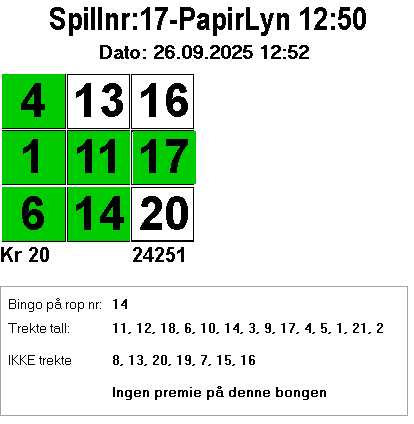 Spillnr:17-PapirLyn 12:50
Dato: 26.09.2025 12:52
4 13 16
1 11 17
6 14 20
Kr 20 24251
Bingo på rop nr: 14
Trekte tall: 11, 12, 18, 6, 10, 14, 3, 9, 17, 4, 5, 1, 21, 2
IKKE trekte 8, 13, 20, 19, 7, 15, 16
Ingen premie på denne bongen